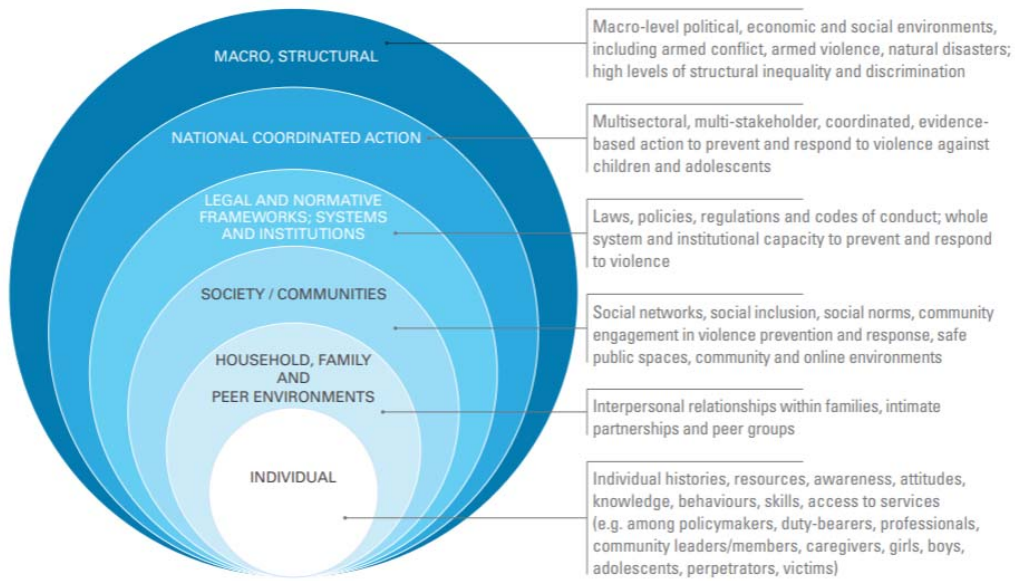 MACRO, STRUCTURAL
Macro-level political, economic and social environments,
including armed conflict, armed violence, natural disasters;
high levels of structural inequality and discrimination
NATIONAL COORDINATED ACTION
Multisectoral, multi-stakeholder, coordinated, evidence-
based action to prevent and respond to violence against
children and adolescents
LEGAL AND NORMATIVE
FRAMEWORKS; SYSTEMS
AND INSTITUTIONS
Laws, policies, regulations and codes of conduct; whole
system and institutional capacity to prevent and respond
to violence
SOCIETY / COMMUNITIES
Social networks, social inclusion, social norms, community
engagement in violence prevention and response, safe
public spaces, community and online environments
HOUSEHOLD, FAMILY
AND
PEER ENVIRONMENTS
Interpersonal relationships within families, intimate
partnerships and peer groups
INDIVIDUAL
Individual histories, resources, awareness, attitudes,
knowledge, behaviours, skills, access to services
(e.g. among policymakers, duty-bearers, professionals,
community leaders/members, caregivers, girls, boys,
adolescents, perpetrators, victims)